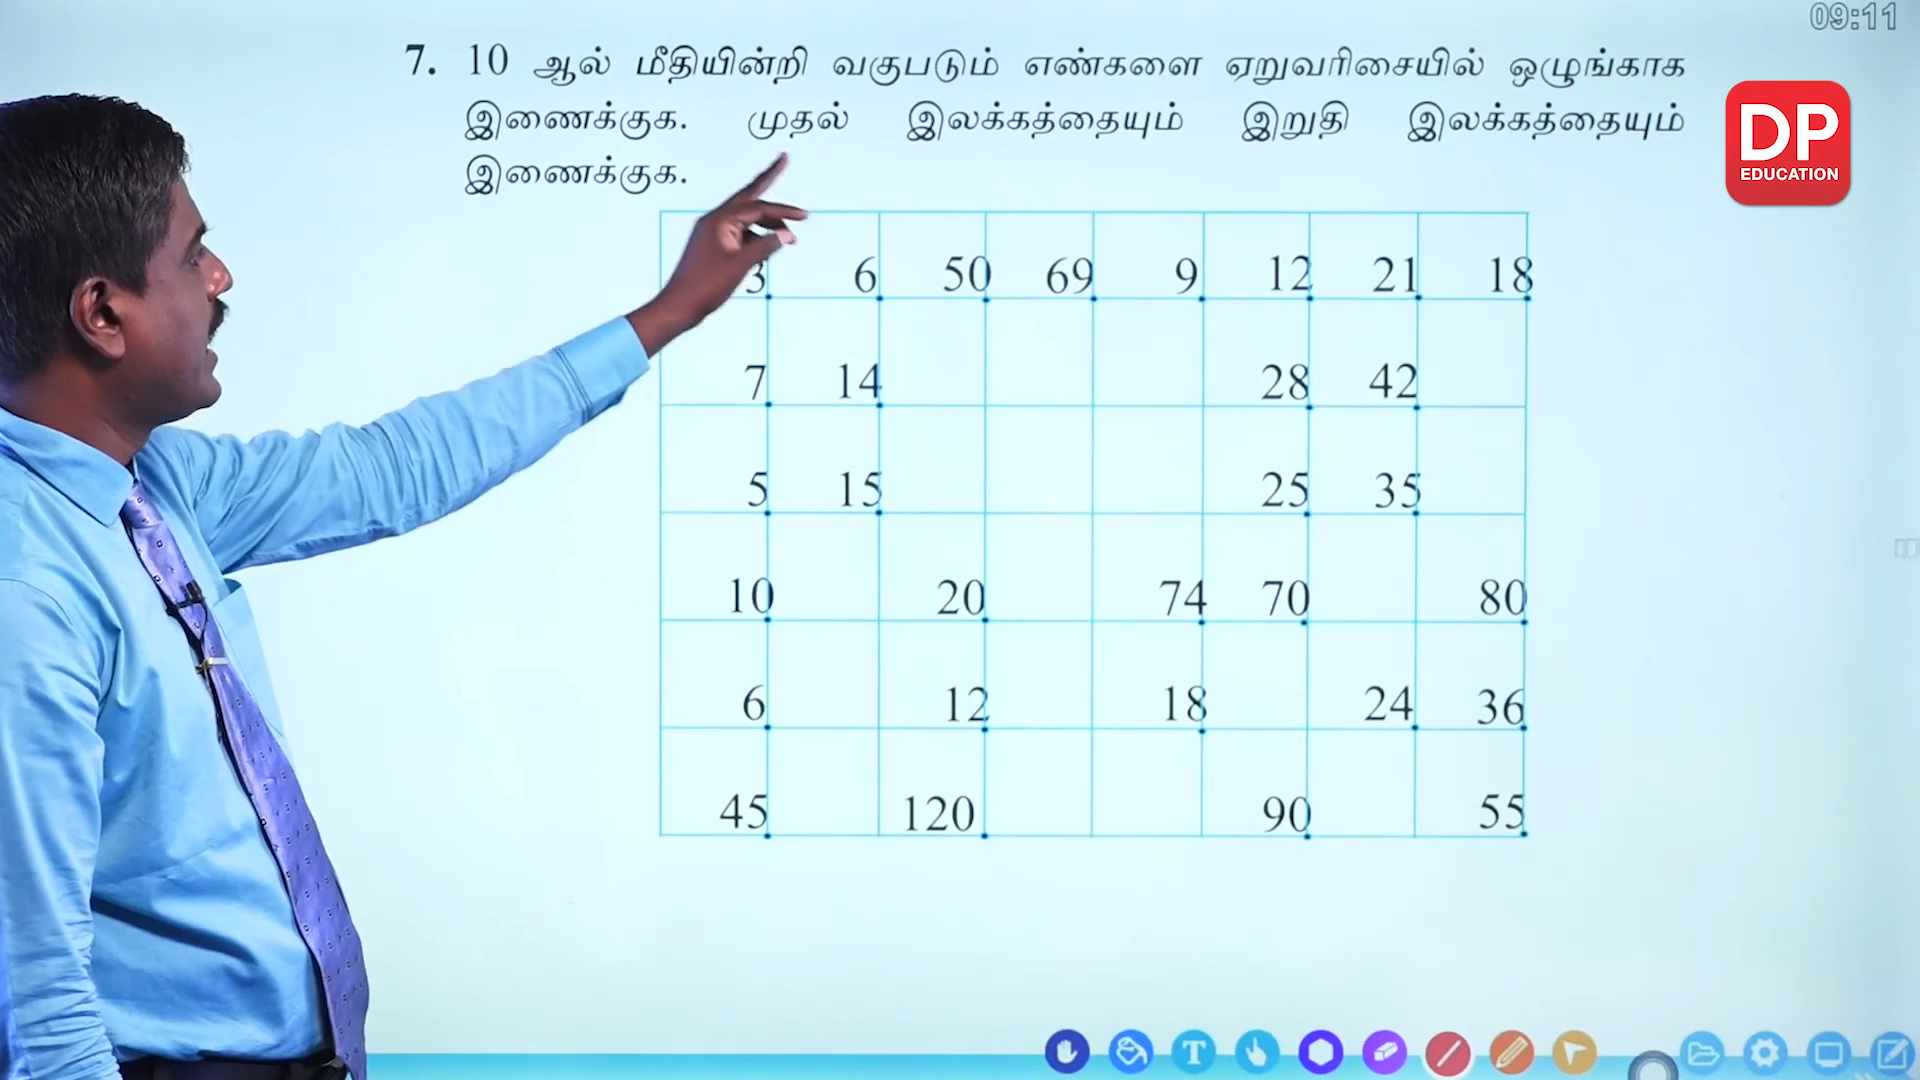 09:11
7. 10 ஆல் மீதியின்றி வகுபடும் எண்களை ஏறுவரிசையில் ஒழுங்காக
இணைக்குக. முதல் இலக்கத்தையும் இறுதி இலக்கத்தையும்
இணைக்குக.
DP
EDUCATION
3 6 50 69 9 12 21 18
7 14 28 42
5 15 25 35
10 20 74 70 80
6 12 18 24 36
45 120 90 55
T